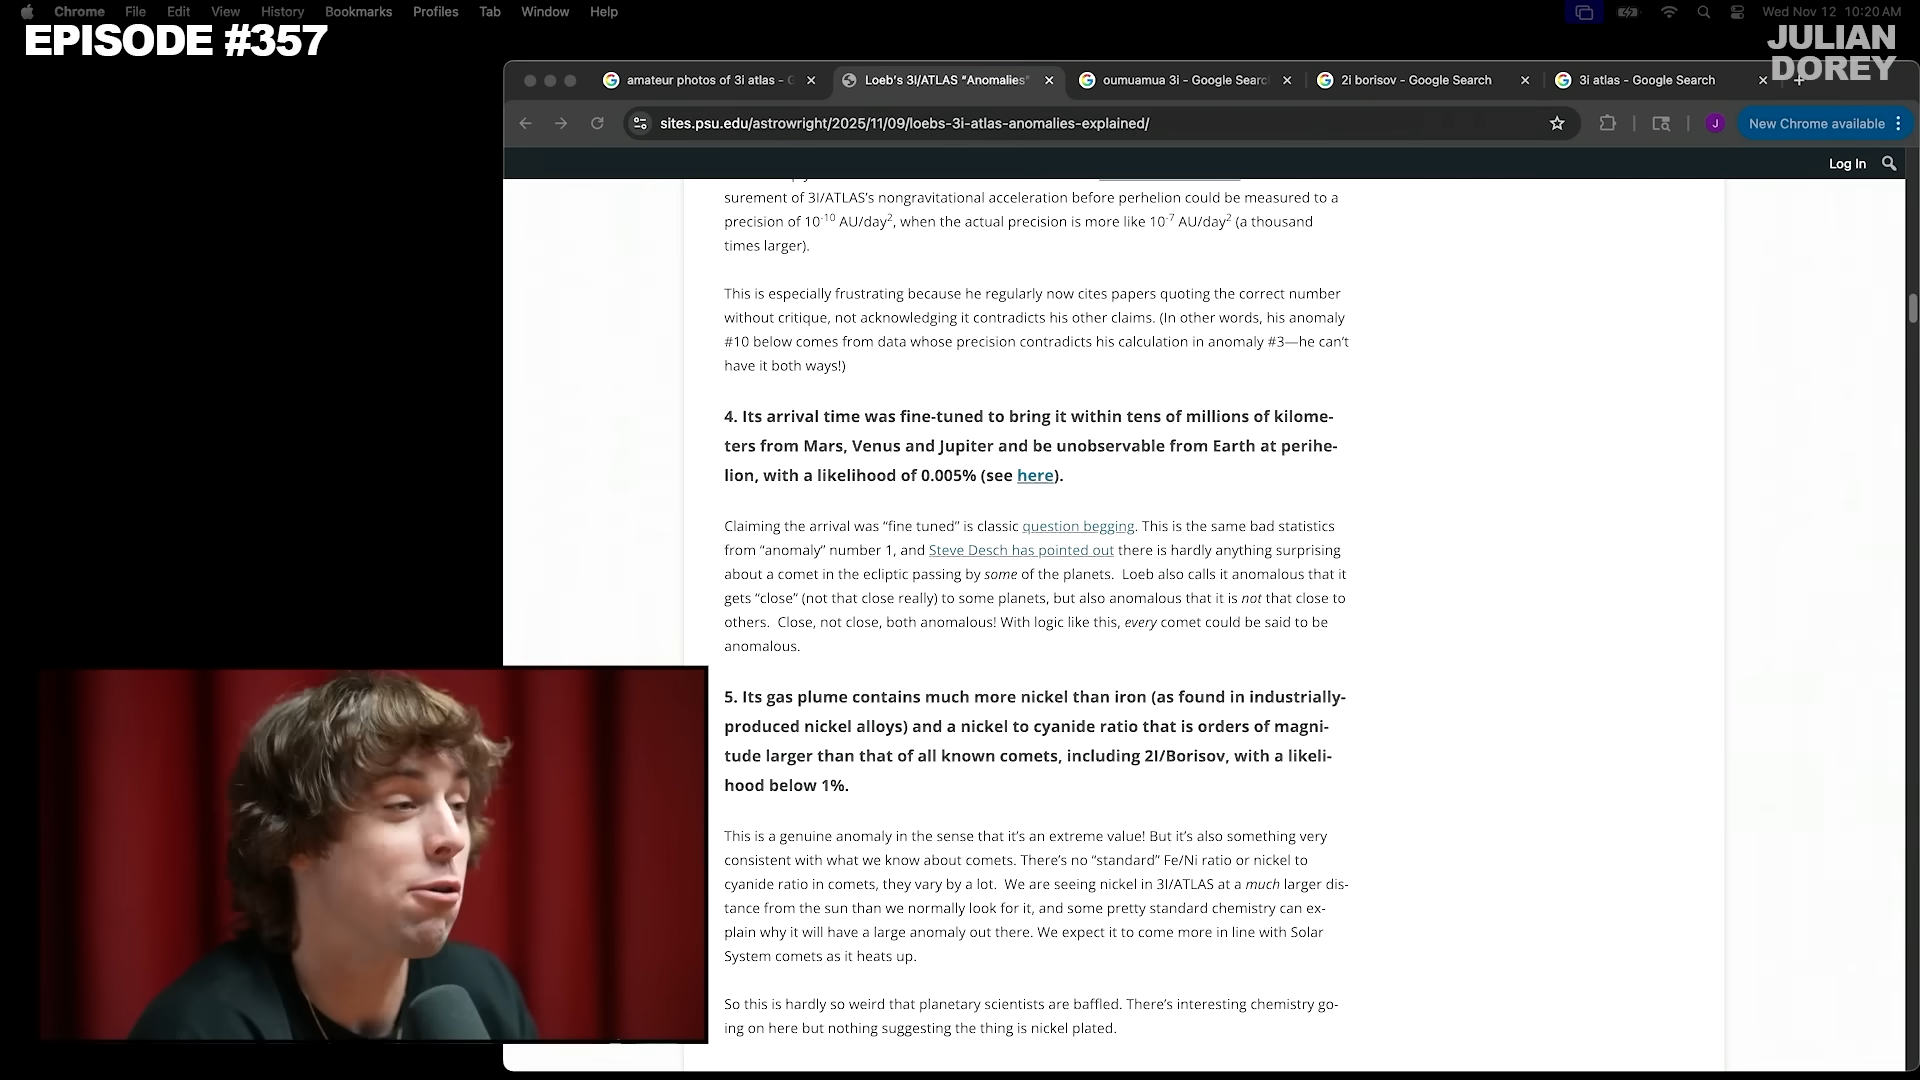 Chrome File Edit View History Bookmarks Profiles Tab Window Help Wed Nov 12 10:20 AM
EPISODE #357
JULIAN
DOREY
amateur photos of 3i atlas - G
Loeb's 3I/ATLAS "Anomalies"
oumuamua 3i - Google Searc
2i borisov - Google Search
3i atlas - Google Search
sites.psu.edu/astrowright/2025/11/09/loebs-3i-atlas-anomalies-explained/
J
New Chrome available
Log In
surement of 3I/ATLAS's nongravitational acceleration before perhelion could be measured to a
precision of 10-10 AU/day2, when the actual precision is more like 10-7 AU/day2 (a thousand
times larger).
This is especially frustrating because he regularly now cites papers quoting the correct number
without critique, not acknowledging it contradicts his other claims. (In other words, his anomaly
#10 below comes from data whose precision contradicts his calculation in anomaly #3—he can't
have it both ways!)
4. Its arrival time was fine-tuned to bring it within tens of millions of kilome-
ters from Mars, Venus and Jupiter and be unobservable from Earth at perihe-
lion, with a likelihood of 0.005% (see here).
Claiming the arrival was "fine tuned" is classic question begging. This is the same bad statistics
from "anomaly" number 1, and Steve Desch has pointed out there is hardly anything surprising
about a comet in the ecliptic passing by some of the planets. Loeb also calls it anomalous that it
gets "close" (not that close really) to some planets, but also anomalous that it is not that close to
others. Close, not close, both anomalous! With logic like this, every comet could be said to be
anomalous.
5. Its gas plume contains much more nickel than iron (as found in industrially-
produced nickel alloys) and a nickel to cyanide ratio that is orders of magni-
tude larger than that of all known comets, including 2I/Borisov, with a likeli-
hood below 1%.
This is a genuine anomaly in the sense that it's an extreme value! But it's also something very
consistent with what we know about comets. There's no "standard" Fe/Ni ratio or nickel to
cyanide ratio in comets, they vary by a lot. We are seeing nickel in 3I/ATLAS at a much larger dis-
tance from the sun than we normally look for it, and some pretty standard chemistry can ex-
plain why it will have a large anomaly out there. We expect it to come more in line with Solar
System comets as it heats up.
So this is hardly so weird that planetary scientists are baffled. There's interesting chemistry go-
ing on here but nothing suggesting the thing is nickel plated.